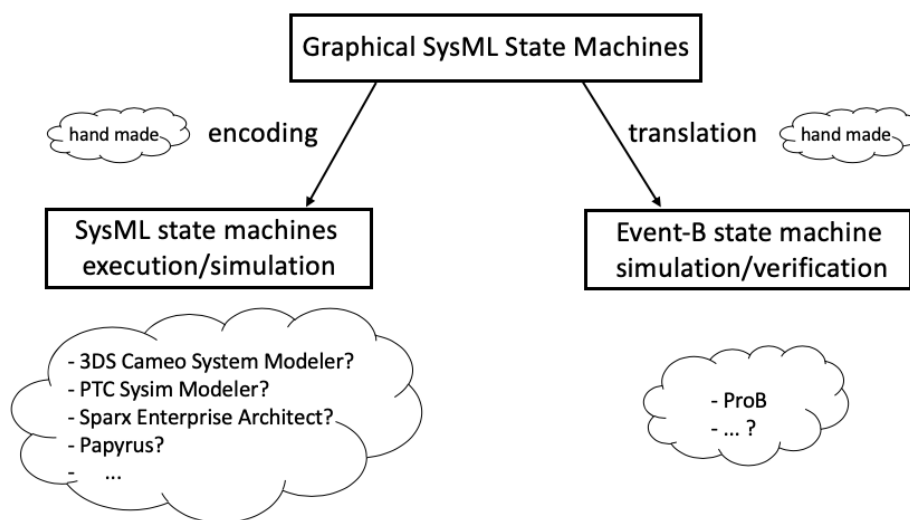 Graphical SysML State Machines
hand made
encoding
translation
hand made
SysML state machines
execution/simulation
Event-B state machine
simulation/verification
- 3DS Cameo System Modeler?
- PTC Sysim Modeler?
- Sparx Enterprise Architect?
- Papyrus?
- ...
- ProB
- ... ?